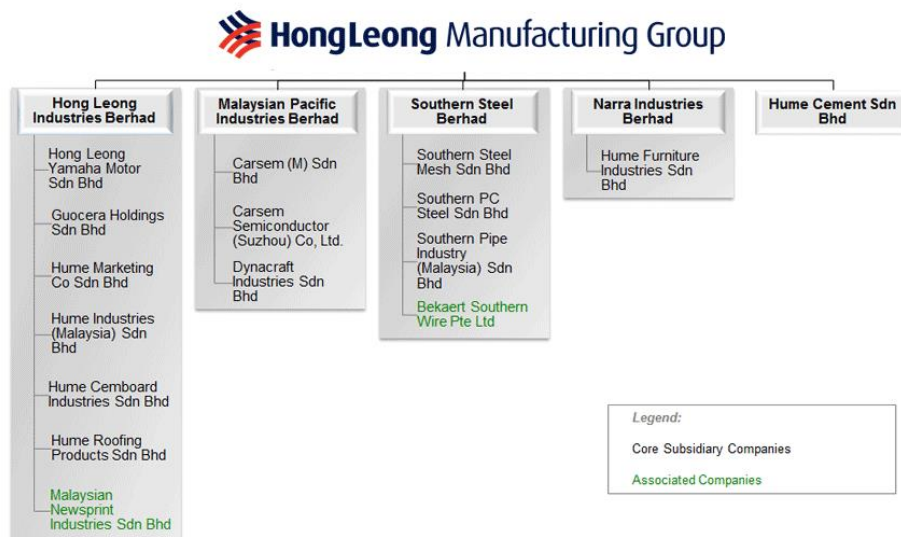 HongLeong Manufacturing Group
Hong Leong
Industries Berhad
Hong Leong
Yamaha Motor
Sdn Bhd
Guocera Holdings
Sdn Bhd
Hume Marketing
Co Sdn Bhd
Hume Industries
(Malaysia) Sdn
Bhd
Hume Cemboard
Industries Sdn Bhd
Hume Roofing
Products Sdn Bhd
Malaysian
Newsprint
Industries Sdn Bhd
Malaysian Pacific
Industries Berhad
Carsem (M) Sdn
Bhd
Carsem
Semiconductor
(Suzhou) Co, Ltd.
Dynacraft
Industries Sdn
Bhd
Southern Steel
Berhad
Southern Steel
Mesh Sdn Bhd
Southern PC
Steel Sdn Bhd
Southern Pipe
Industry
(Malaysia) Sdn
Bhd
Bekaert Southern
Wire Pte Ltd
Narra Industries
Berhad
Hume Furniture
Industries Sdn
Bhd
Hume Cement Sdn
Bhd
Legend:
Core Subsidiary Companies
Associated Companies